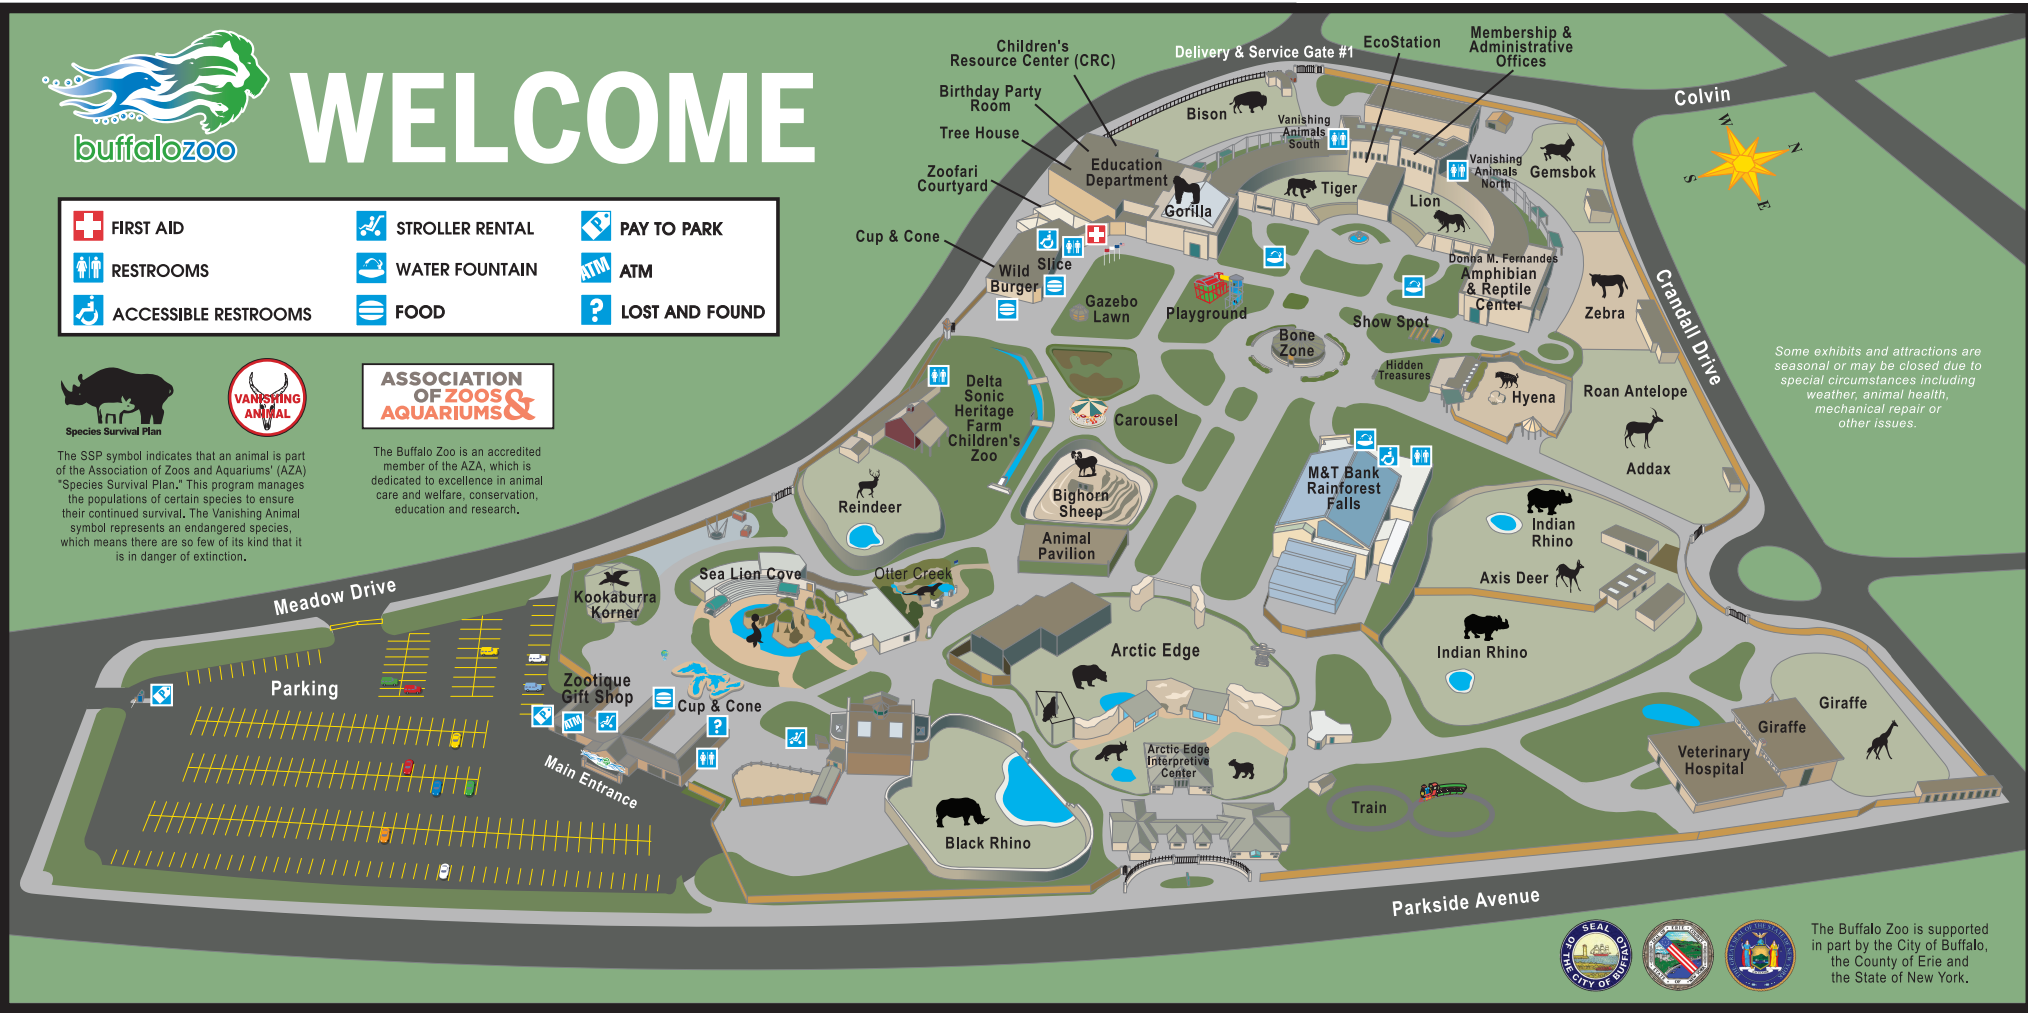 buffalozoo
WELCOME
FIRST AID
STROLLER RENTAL
PAY TO PARK
RESTROOMS
WATER FOUNTAIN
ATM
ATM
ACCESSIBLE RESTROOMS
FOOD
?
LOST AND FOUND
Species Survival Plan
VANISHING
ANIMAL
ASSOCIATION
OF ZOOS
AQUARIUMS &
The SSP symbol indicates that an animal is part
of the Association of Zoos and Aquariums' (AZA)
"Species Survival Plan." This program manages
the populations of certain species to ensure
their continued survival. The Vanishing Animal
symbol represents an endangered species,
which means there are so few of its kind that it
is in danger of extinction.
The Buffalo Zoo is an accredited
member of the AZA, which is
dedicated to excellence in animal
care and welfare, conservation,
education and research.
Children's
Resource Center (CRC)
Birthday Party
Room
Tree House
Zoofari
Courtyard
Cup & Cone
Delivery & Service Gate #1
EcoStation
Membership &
Administrative
Offices
Colvin
W
N
S
E
Bison
Vanishing
Animals
South
Vanishing
Animals
North
Gemsbok
Education
Department
Gorilla
Tiger
Lion
Wild
Burger
Slice
Gazebo
Lawn
Playground
Donna M. Fernandes
Amphibian
& Reptile
Center
Zebra
Crandall Drive
Show Spot
Bone
Zone
Hidden
Treasures
Hyena
Roan Antelope
Addax
Some exhibits and attractions are
seasonal or may be closed due to
special circumstances including
weather, animal health,
mechanical repair or
other issues.
Delta
Sonic
Heritage
Farm
Children's
Zoo
Carousel
Bighorn
Sheep
Animal
Pavilion
Reindeer
M&T Bank
Rainforest
Falls
Indian
Rhino
Axis Deer
Indian Rhino
Meadow Drive
Kookaburra
Korner
Sea Lion Cove
Otter Creek
Arctic Edge
Parking
Zootique
Gift Shop
ATM
Cup & Cone
?
Main Entrance
Arctic Edge
Interpretive
Center
Black Rhino
Train
Veterinary
Hospital
Giraffe
Giraffe
Parkside Avenue
SEAL
OF THE CITY OF BUFFALO
The Buffalo Zoo is supported
in part by the City of Buffalo,
the County of Erie and
the State of New York.